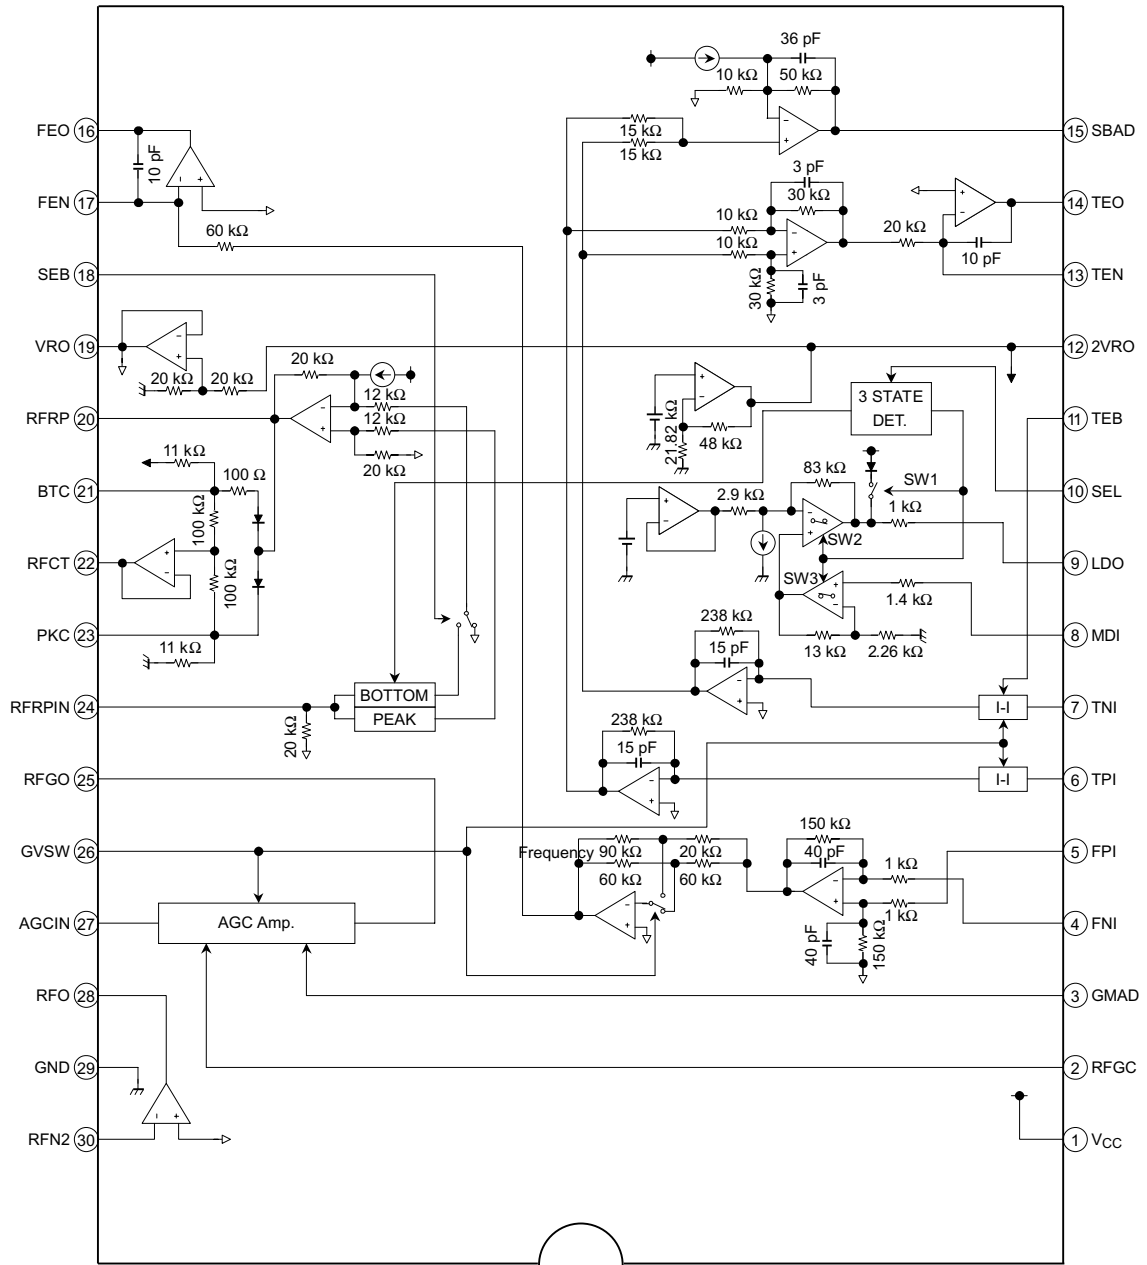 36 pF
10 kΩ
50 kΩ
15 kΩ
15 kΩ
15 SBAD
FEO 16
10 pF
3 pF
30 kΩ
14 TEO
FEN 17
10 kΩ
10 kΩ
20 kΩ
10 pF
60 kΩ
SEB 18
30 kΩ
3 pF
13 TEN
VRO 19
12 2VRO
20 kΩ
20 kΩ
20 kΩ
12 kΩ
12 kΩ
20 kΩ
RFRP 20
21.82 kΩ
48 kΩ
3 STATE
DET.
11 TEB
11 kΩ
100 Ω
BTC 21
83 kΩ
SW1
10 SEL
100 kΩ
2.9 kΩ
1 kΩ
SW2
RFCT 22
9 LDO
100 kΩ
SW3
1.4 kΩ
PKC 23
238 kΩ
13 kΩ
2.26 kΩ
8 MDI
11 kΩ
15 pF
BOTTOM
PEAK
RFRPIN 24
I-I
7 TNI
20 kΩ
238 kΩ
15 pF
RFGO 25
I-I
6 TPI
GVSW 26
Frequency
90 kΩ
20 kΩ
60 kΩ
60 kΩ
150 kΩ
40 pF
1 kΩ
1 kΩ
5 FPI
AGCIN 27
AGC Amp.
4 FNI
40 pF
150 kΩ
RFO 28
3 GMAD
GND 29
2 RFGC
RFN2 30
1 VCC
- +
- +
- +
- +
+ -
- +
- +
- +
+ -
+ -
+ -
- +
+ -
- +
- +
- +
- +
- +